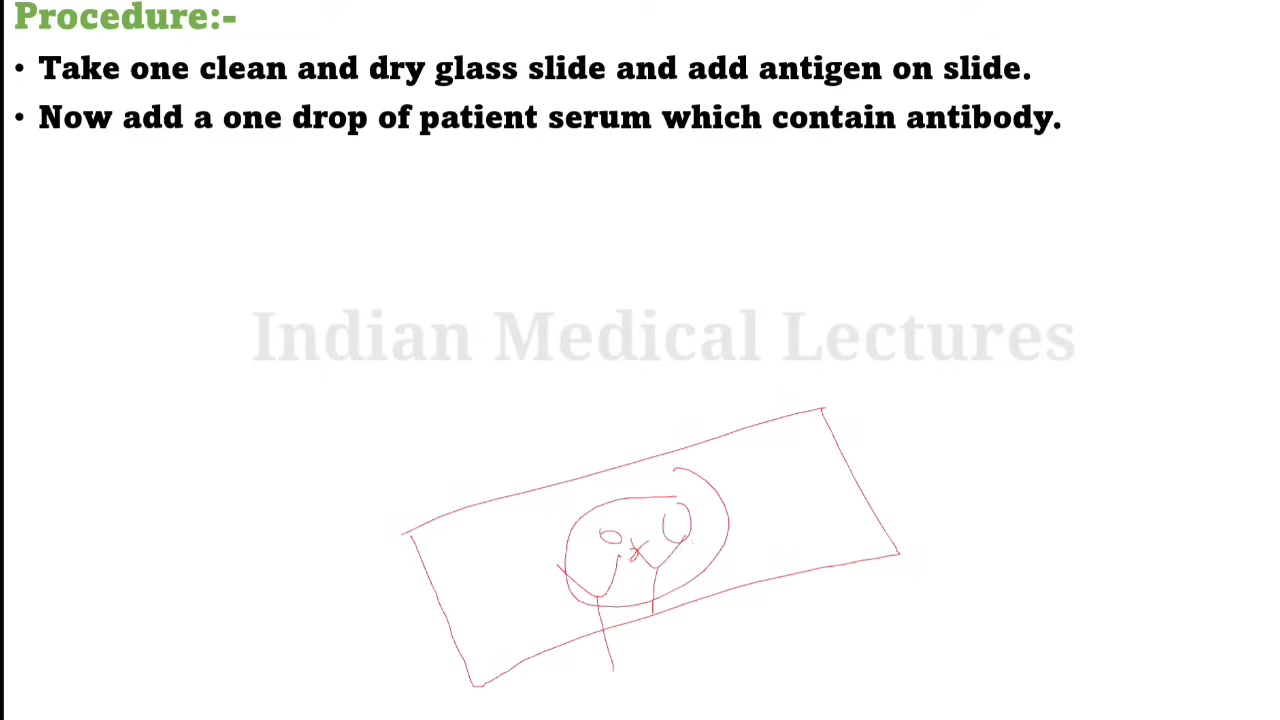 Procedure:-
• Take one clean and dry glass slide and add antigen on slide.
• Now add a one drop of patient serum which contain antibody.
Indian Medical Lectures